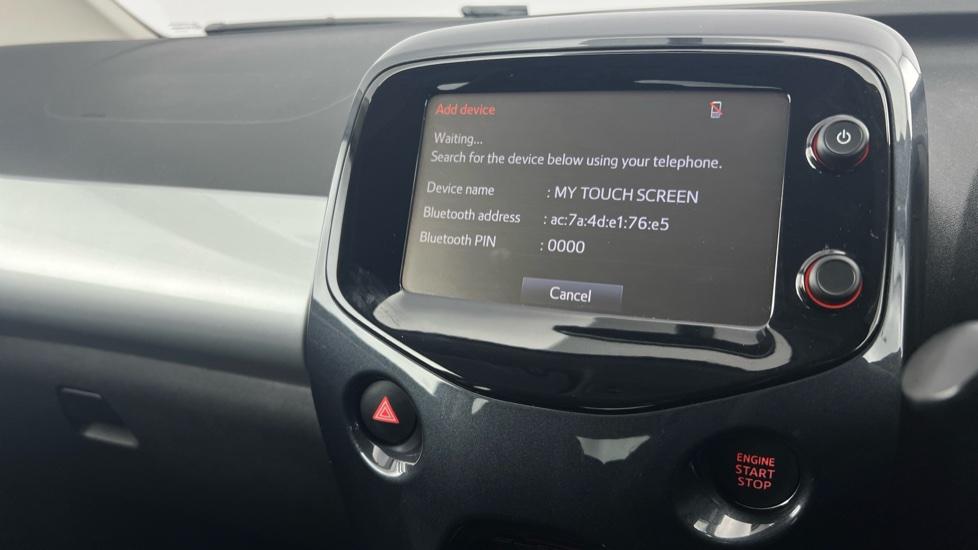 Add device
Waiting...
Search for the device below using your telephone.
Device name : MY TOUCH SCREEN
Bluetooth address : ac:7a:4d:e1:76:e5
Bluetooth PIN : 0000
Cancel
ENGINE
START
STOP